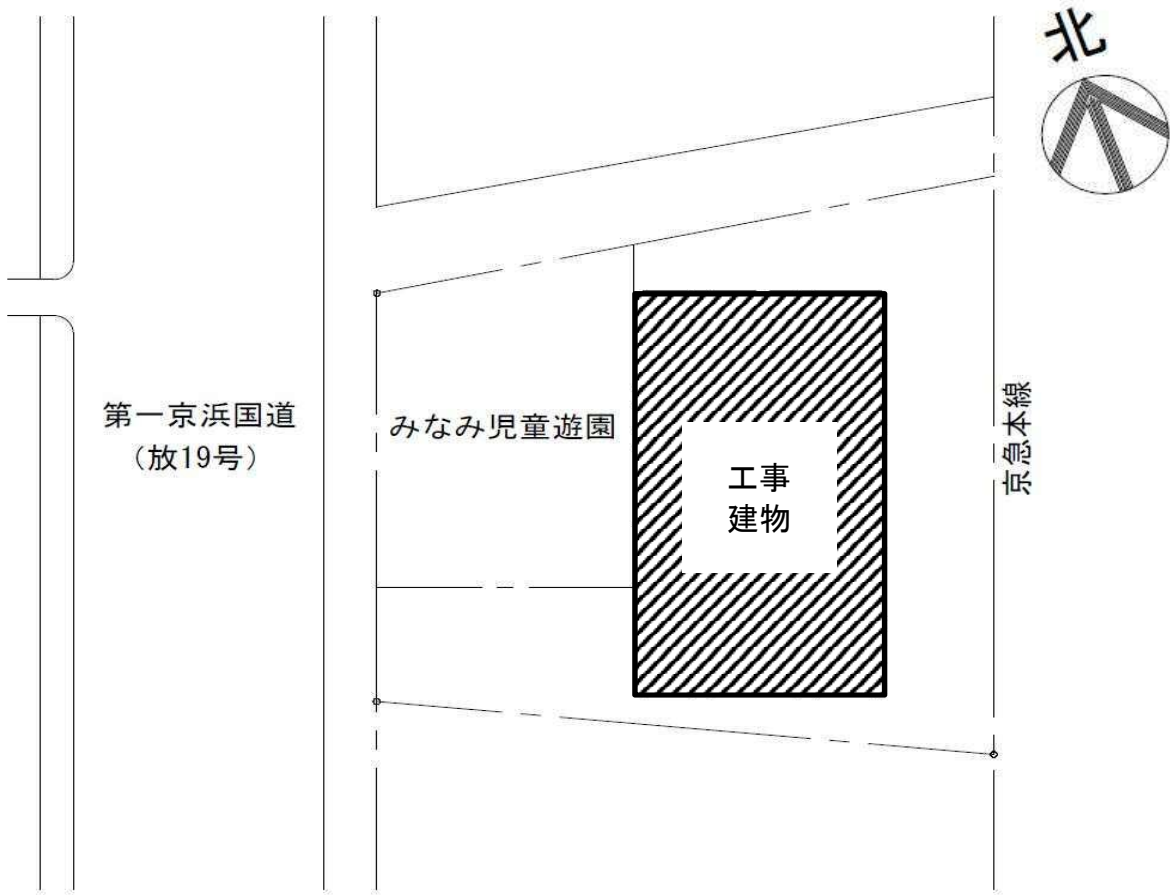 北
第一京浜国道
（放19号）
みなみ児童遊園
工事
建物
京急本線